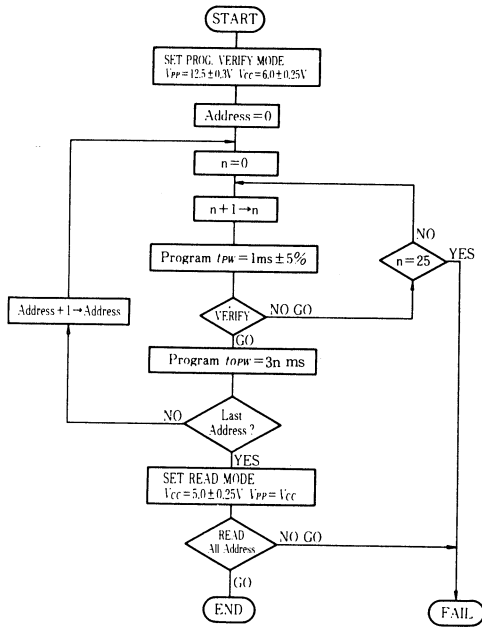 START
SET PROG. VERIFY MODE
VPP=12.5±0.3V VCC=6.0±0.25V
Address=0
n=0
n+1→n
NO
YES
n=25
Program tPW=1ms±5%
Address+1→Address
VERIFY
NO GO
GO
Program tOPW=3n ms
NO
Last
Address?
YES
SET READ MODE
VCC=5.0±0.25V VPP=VCC
READ
All Address
NO GO
GO
END
FAIL